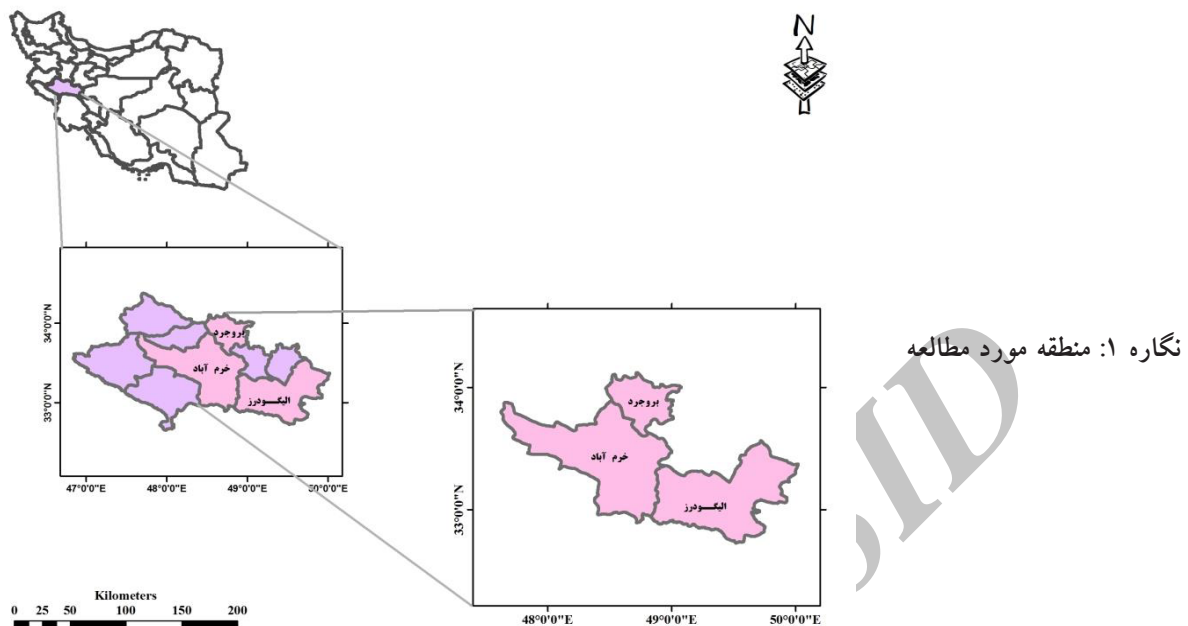 N
34°0'0"N
33°0'0"N
بروجرد
خرم آباد
الیگودرز
47°0'0"E 48°0'0"E 49°0'0"E 50°0'0"E
34°0'0"N
33°0'0"N
بروجرد
خرم آباد
الیگودرز
48°0'0"E 49°0'0"E 50°0'0"E
نگاره ۱: منطقه مورد مطالعه
Kilometers
0 25 50 100 150 200